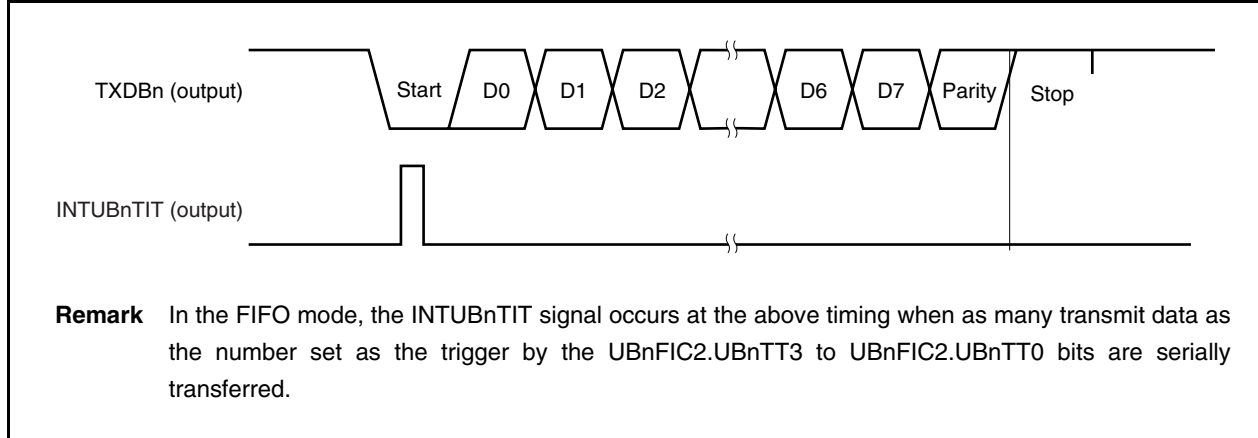 TXDBn (output) Start D0 D1 D2 D6 D7 Parity Stop
INTUBnTIT (output)
Remark In the FIFO mode, the INTUBnTIT signal occurs at the above timing when as many transmit data as
the number set as the trigger by the UBnFIC2.UBnTT3 to UBnFIC2.UBnTT0 bits are serially
transferred.